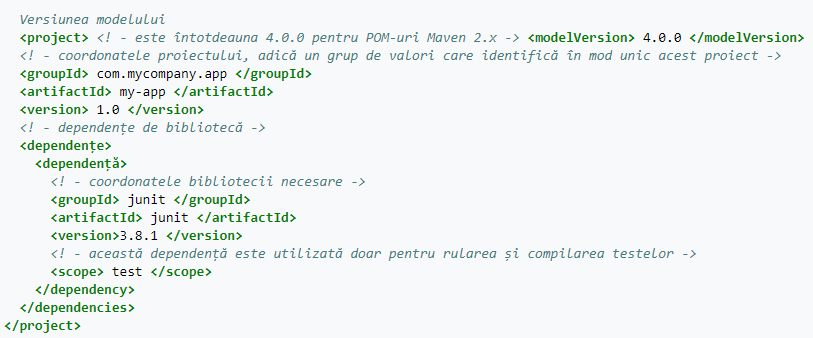 Versiunea modelului
<project> <! - este întotdeauna 4.0.0 pentru POM-uri Maven 2.x -> <modelVersion> 4.0.0 </modelVersion>
<! - coordonatele proiectului, adică un grup de valori care identifică în mod unic acest proiect ->
<groupId> com.mycompany.app </groupId>
<artifactId> my-app </artifactId>
<version> 1.0 </version>
<! - dependențe de bibliotecă ->
<dependențe>
<dependență>
<! - coordonatele bibliotecii necesare ->
<groupId> junit </groupId>
<artifactId> junit </artifactId>
<version>3.8.1 </version>
<! - această dependență este utilizată doar pentru rularea și compilarea testelor ->
<scope> test </scope>
</dependency>
</dependencies>
</project>